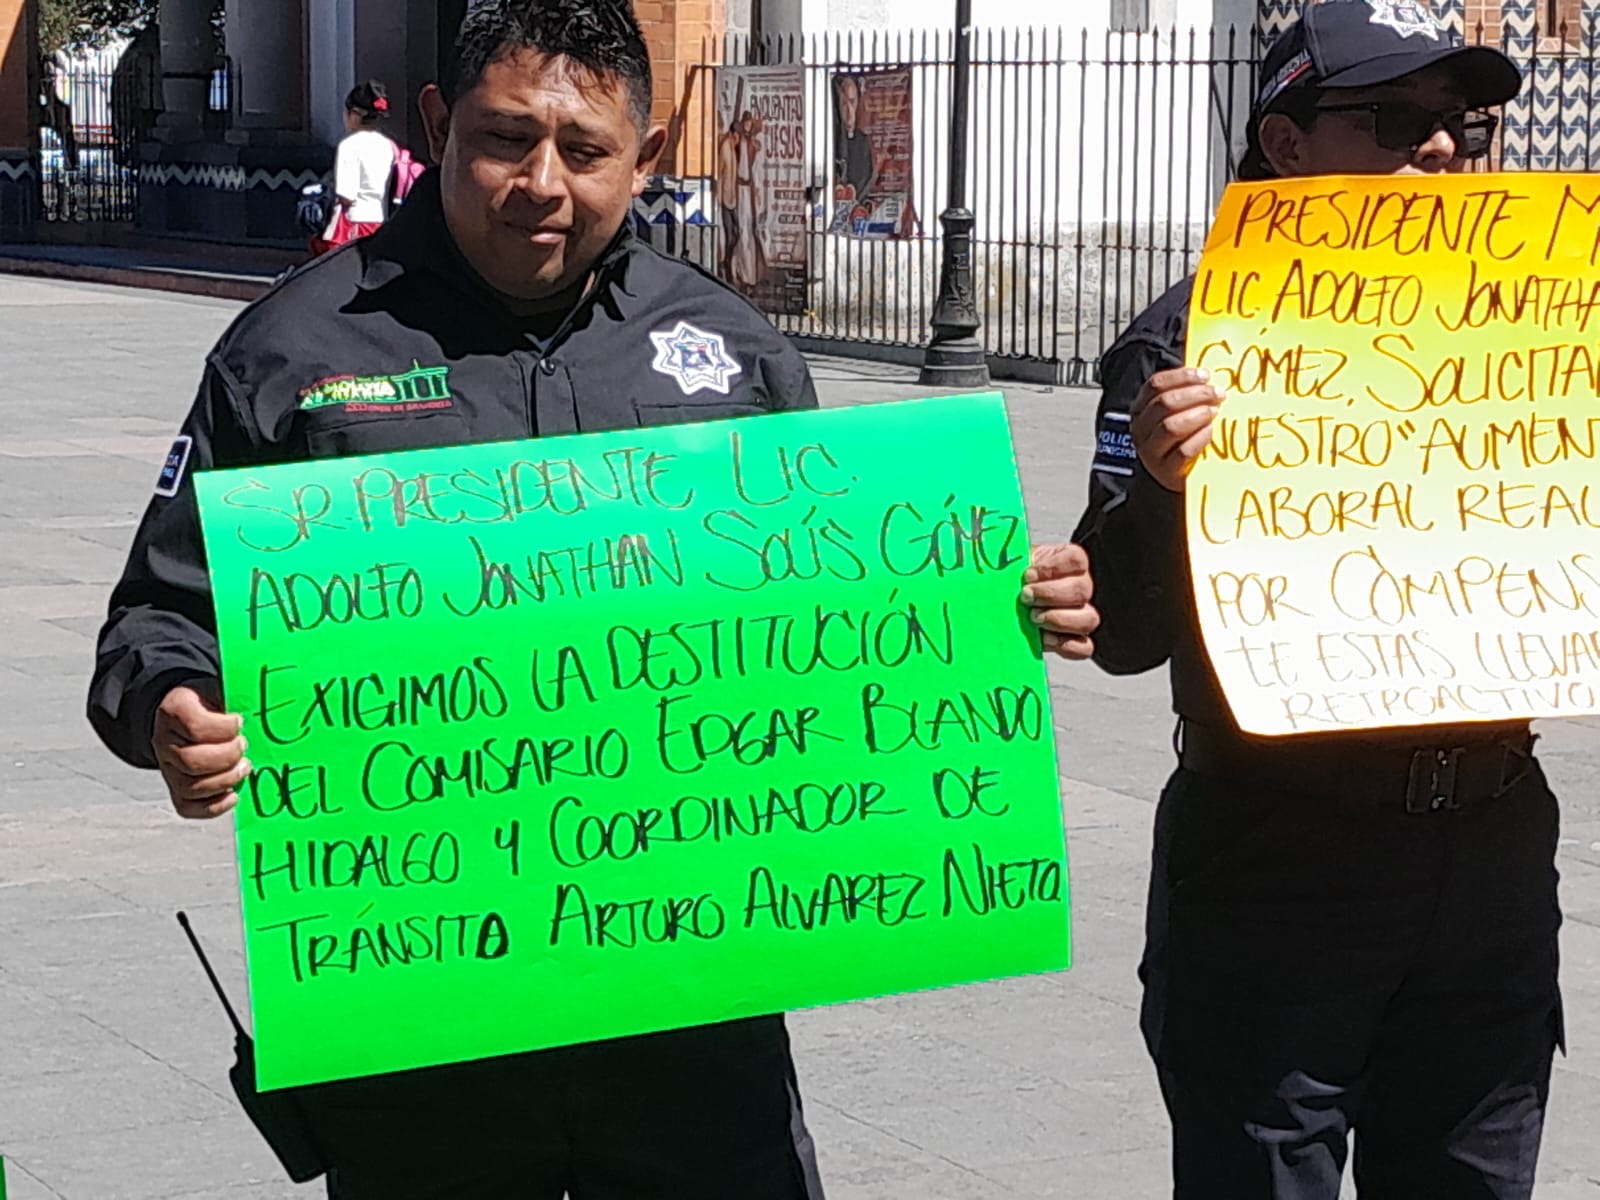 SR. PRESIDENTE LIC.
ADOLFO JONATHAN SOLÍS GÓMEZ
EXIGIMOS LA DESTITUCIÓN
DEL COMISARIO EDGAR BLANDO
HIDALGO Y COORDINADOR DE
TRÁNSITO ARTURO ALVAREZ NIETO
PRESIDENTE M
LIC. ADOLFO JONATHA
GÓMEZ, SOLICITA
NUESTRO "AUMEN
LABORAL REAL
POR COMPENS
TE ESTAS LLEVA
RETROACTIVO
JESUS